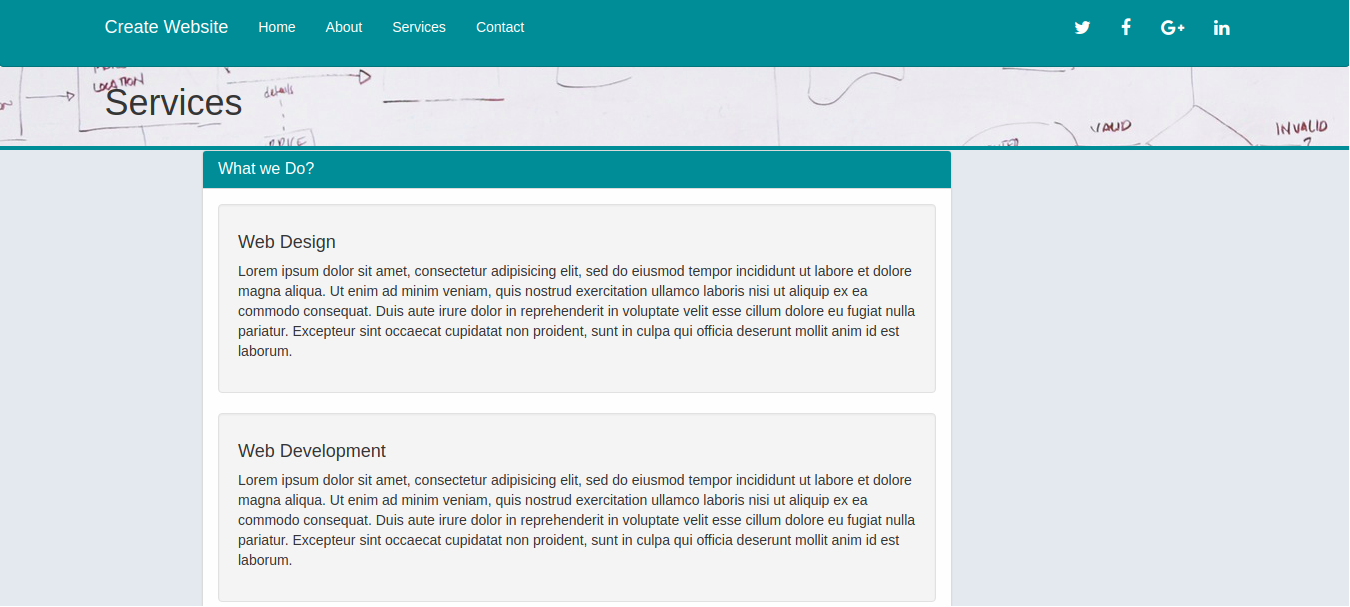 Create Website Home About Services Contact
LOCATION
details
Services
VALID
INVALID
?
What we Do?
Web Design
Lorem ipsum dolor sit amet, consectetur adipisicing elit, sed do eiusmod tempor incididunt ut labore et dolore
magna aliqua. Ut enim ad minim veniam, quis nostrud exercitation ullamco laboris nisi ut aliquip ex ea
commodo consequat. Duis aute irure dolor in reprehenderit in voluptate velit esse cillum dolore eu fugiat nulla
pariatur. Excepteur sint occaecat cupidatat non proident, sunt in culpa qui officia deserunt mollit anim id est
laborum.
Web Development
Lorem ipsum dolor sit amet, consectetur adipisicing elit, sed do eiusmod tempor incididunt ut labore et dolore
magna aliqua. Ut enim ad minim veniam, quis nostrud exercitation ullamco laboris nisi ut aliquip ex ea
commodo consequat. Duis aute irure dolor in reprehenderit in voluptate velit esse cillum dolore eu fugiat nulla
pariatur. Excepteur sint occaecat cupidatat non proident, sunt in culpa qui officia deserunt mollit anim id est
laborum.